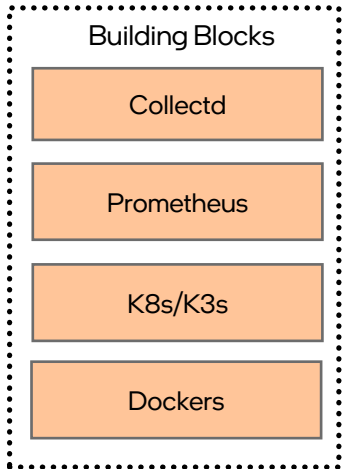 Building Blocks
Collectd
Prometheus
K8s/K3s
Dockers